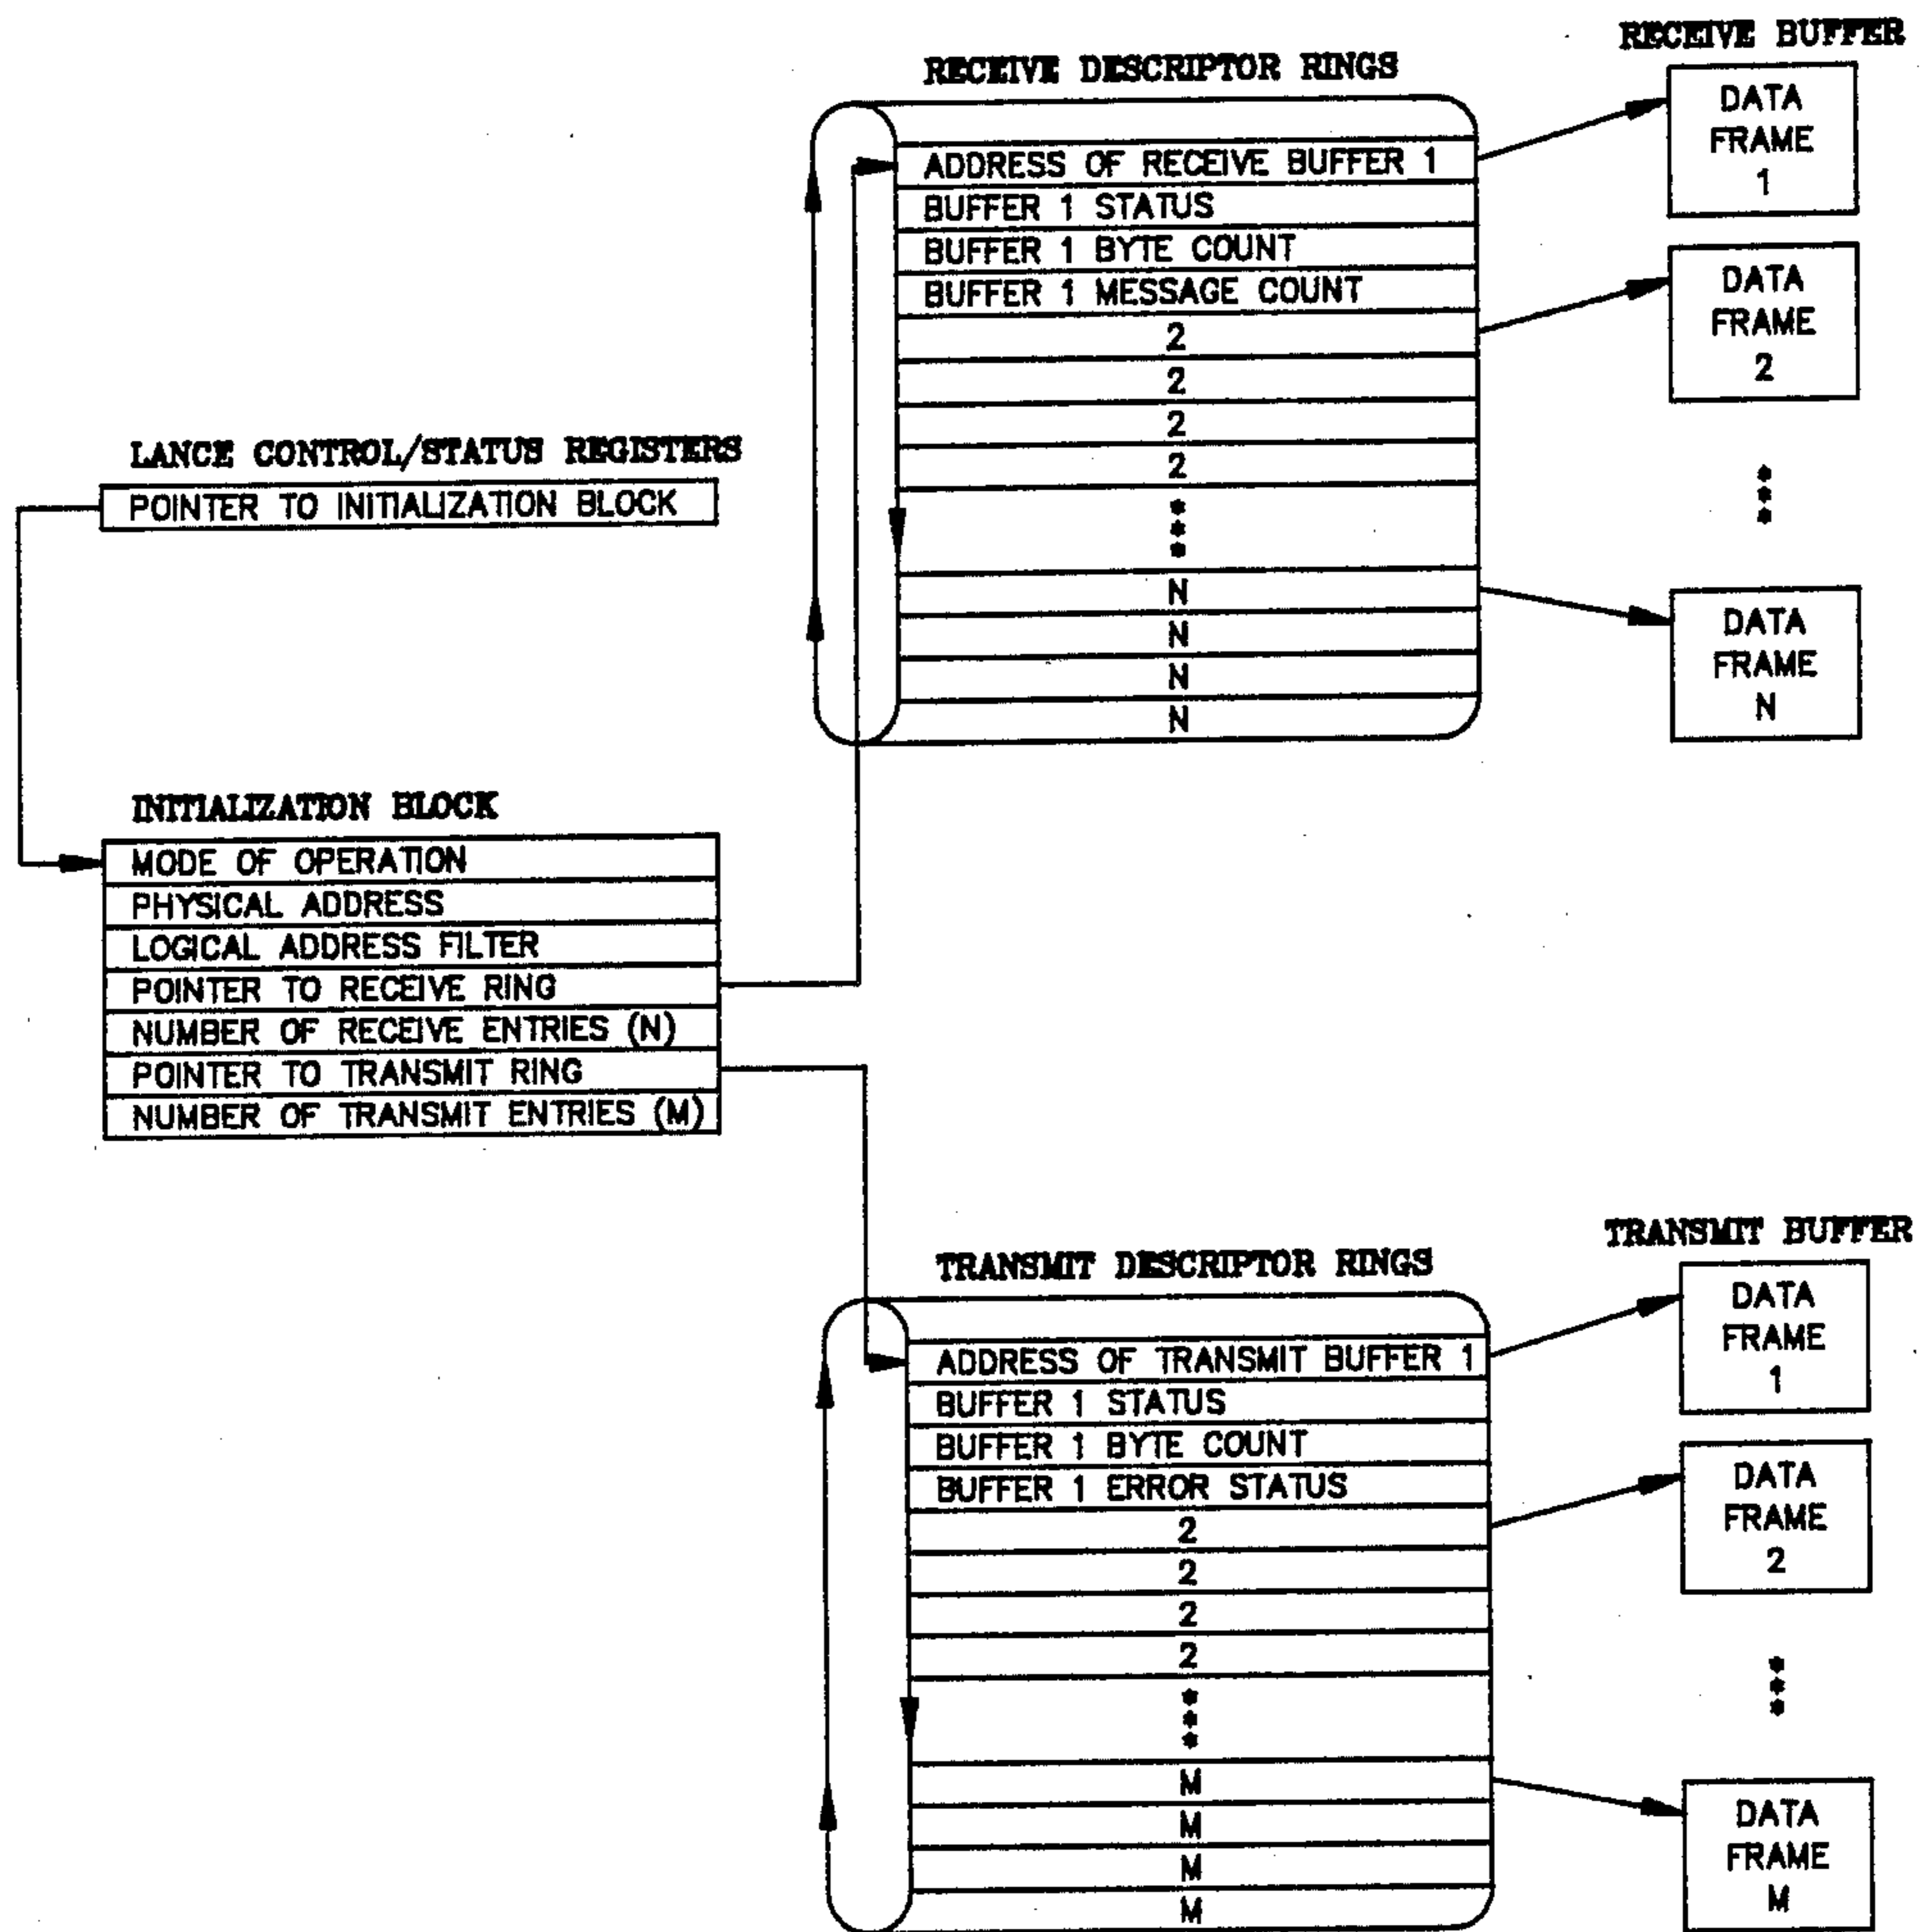 RECEIVE BUFFER
RECEIVE DESCRIPTOR RINGS
DATA
FRAME
1
ADDRESS OF RECEIVE BUFFER 1
BUFFER 1 STATUS
BUFFER 1 BYTE COUNT
BUFFER 1 MESSAGE COUNT
2
2
2
2
***
N
N
N
N
DATA
FRAME
2
***
DATA
FRAME
N
LANCE CONTROL/STATUS REGISTERS
POINTER TO INITIALIZATION BLOCK
INITIALIZATION BLOCK
MODE OF OPERATION
PHYSICAL ADDRESS
LOGICAL ADDRESS FILTER
POINTER TO RECEIVE RING
NUMBER OF RECEIVE ENTRIES (N)
POINTER TO TRANSMIT RING
NUMBER OF TRANSMIT ENTRIES (M)
TRANSMIT BUFFER
TRANSMIT DESCRIPTOR RINGS
DATA
FRAME
1
ADDRESS OF TRANSMIT BUFFER 1
BUFFER 1 STATUS
BUFFER 1 BYTE COUNT
BUFFER 1 ERROR STATUS
2
2
2
2
***
M
M
M
M
DATA
FRAME
2
***
DATA
FRAME
M